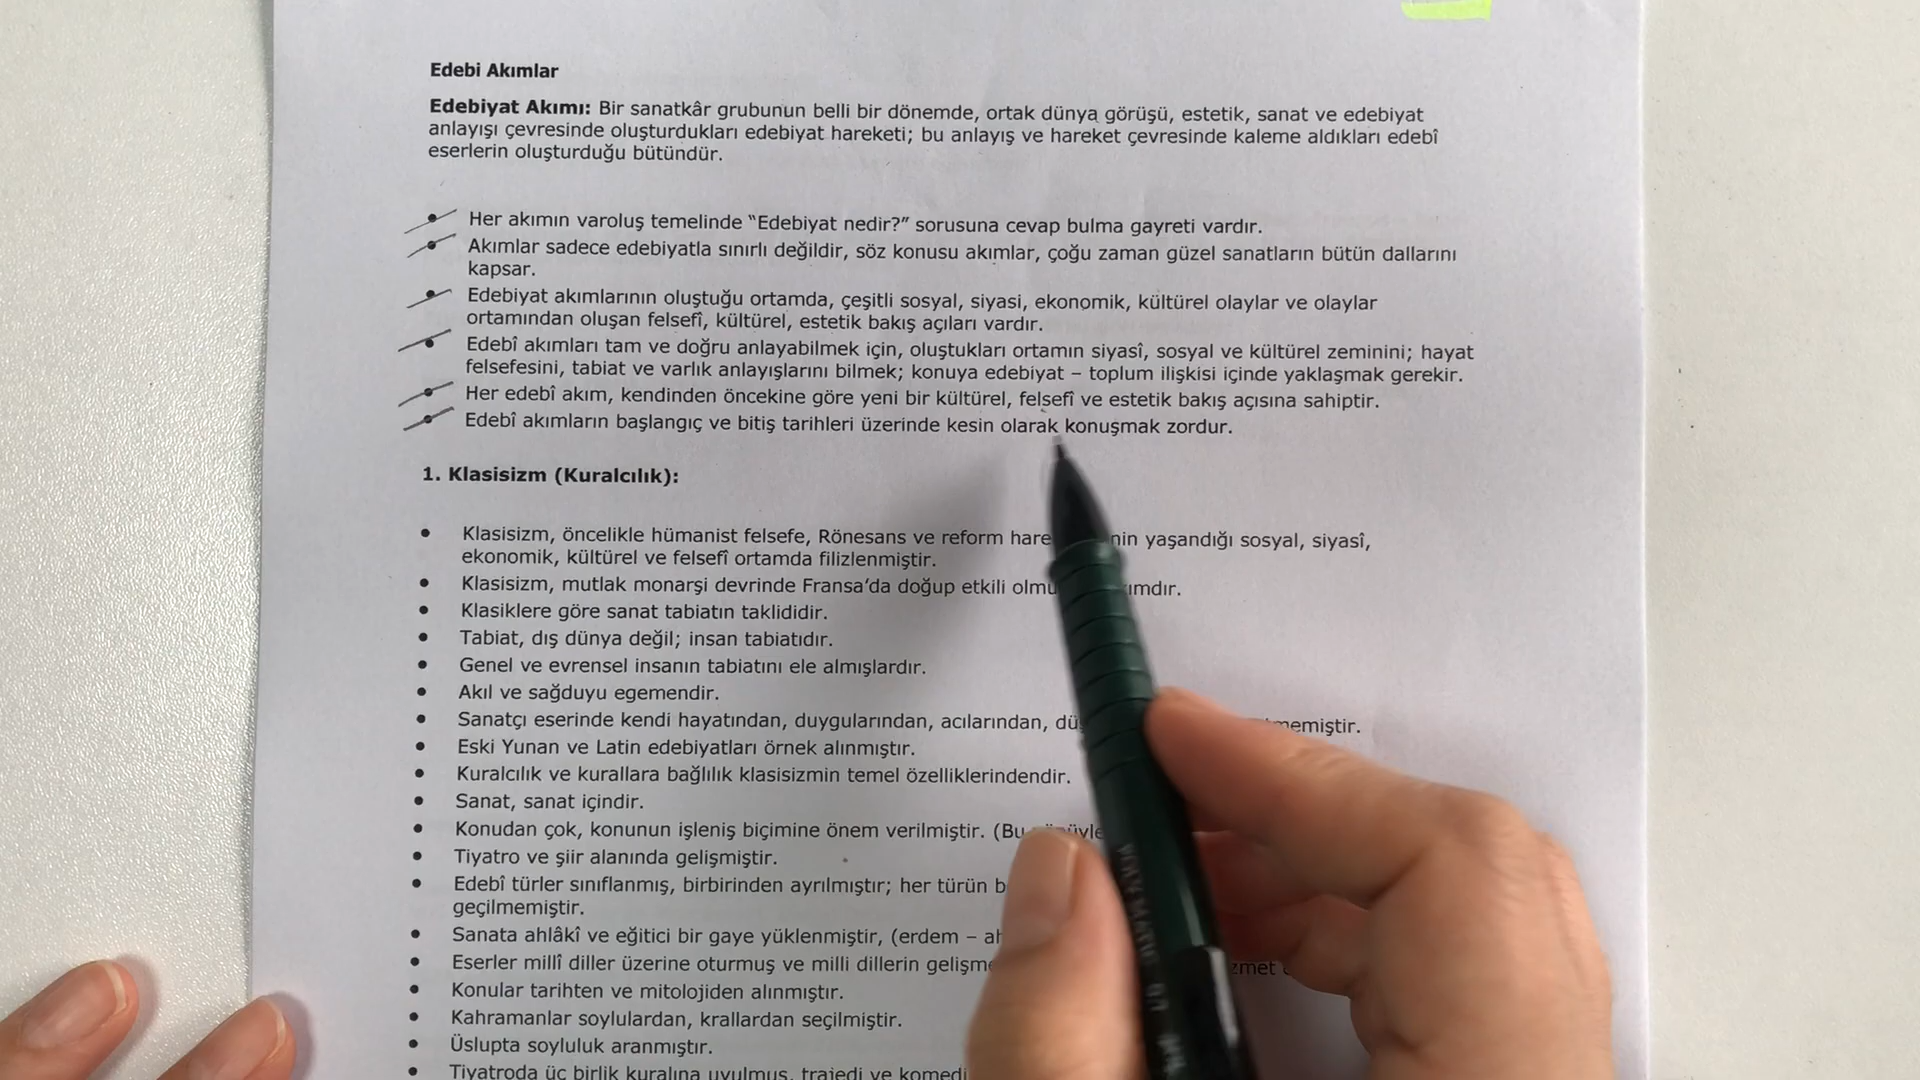 Edebi Akımlar
Edebiyat Akımı: Bir sanatkâr grubunun belli bir dönemde, ortak dünya görüşü, estetik, sanat ve edebiyat
anlayışı çevresinde oluşturdukları edebiyat hareketi; bu anlayış ve hareket çevresinde kaleme aldıkları edebî
eserlerin oluşturduğu bütündür.
• Her akımın varoluş temelinde “Edebiyat nedir?” sorusuna cevap bulma gayreti vardır.
• Akımlar sadece edebiyatla sınırlı değildir, söz konusu akımlar, çoğu zaman güzel sanatların bütün dallarını
kapsar.
• Edebiyat akımlarının oluştuğu ortamda, çeşitli sosyal, siyasi, ekonomik, kültürel olaylar ve olaylar
ortamından oluşan felsefî, kültürel, estetik bakış açıları vardır.
• Edebî akımları tam ve doğru anlayabilmek için, oluştukları ortamın siyasî, sosyal ve kültürel zeminini; hayat
felsefesini, tabiat ve varlık anlayışlarını bilmek; konuya edebiyat – toplum ilişkisi içinde yaklaşmak gerekir.
• Her edebî akım, kendinden öncekine göre yeni bir kültürel, felsefî ve estetik bakış açısına sahiptir.
• Edebî akımların başlangıç ve bitiş tarihleri üzerinde kesin olarak konuşmak zordur.
1. Klasisizm (Kuralcılık):
• Klasisizm, öncelikle hümanist felsefe, Rönesans ve reform yaşandığı sosyal, siyasî,
ekonomik, kültürel ve felsefî ortamda filizlenmiştir.
• Klasisizm, mutlak monarşi devrinde Fransa’da doğup etkili
• Klasiklere göre sanat tabiatın taklididir.
• Tabiat, dış dünya değil; insan tabiatıdır.
• Genel ve evrensel insanın tabiatını ele almışlardır.
• Akıl ve sağduyu egemendir.
• Sanatçı eserinde kendi hayatından, duygularından, acılarından,
• Eski Yunan ve Latin edebiyatları örnek alınmıştır.
• Kuralcılık ve kurallara bağlılık klasisizmin temel özelliklerindendir.
• Sanat, sanat içindir.
• Konudan çok, konunun işleniş biçimine önem verilmiştir. (Bu
• Tiyatro ve şiir alanında gelişmiştir.
• Edebî türler sınıflanmış, birbirinden ayrılmıştır; her türün
geçilmemiştir.
• Sanata ahlâkî ve eğitici bir gaye yüklenmiştir, (erdem –
• Eserler millî diller üzerine oturmuş ve milli dillerin
• Konular tarihten ve mitolojiden alınmıştır.
• Kahramanlar soylulardan, krallardan seçilmiştir.
• Üslupta soyluluk aranmıştır.
• Tiyatroda üç birlik kuralına uyulmuş, trajedi ve komedi